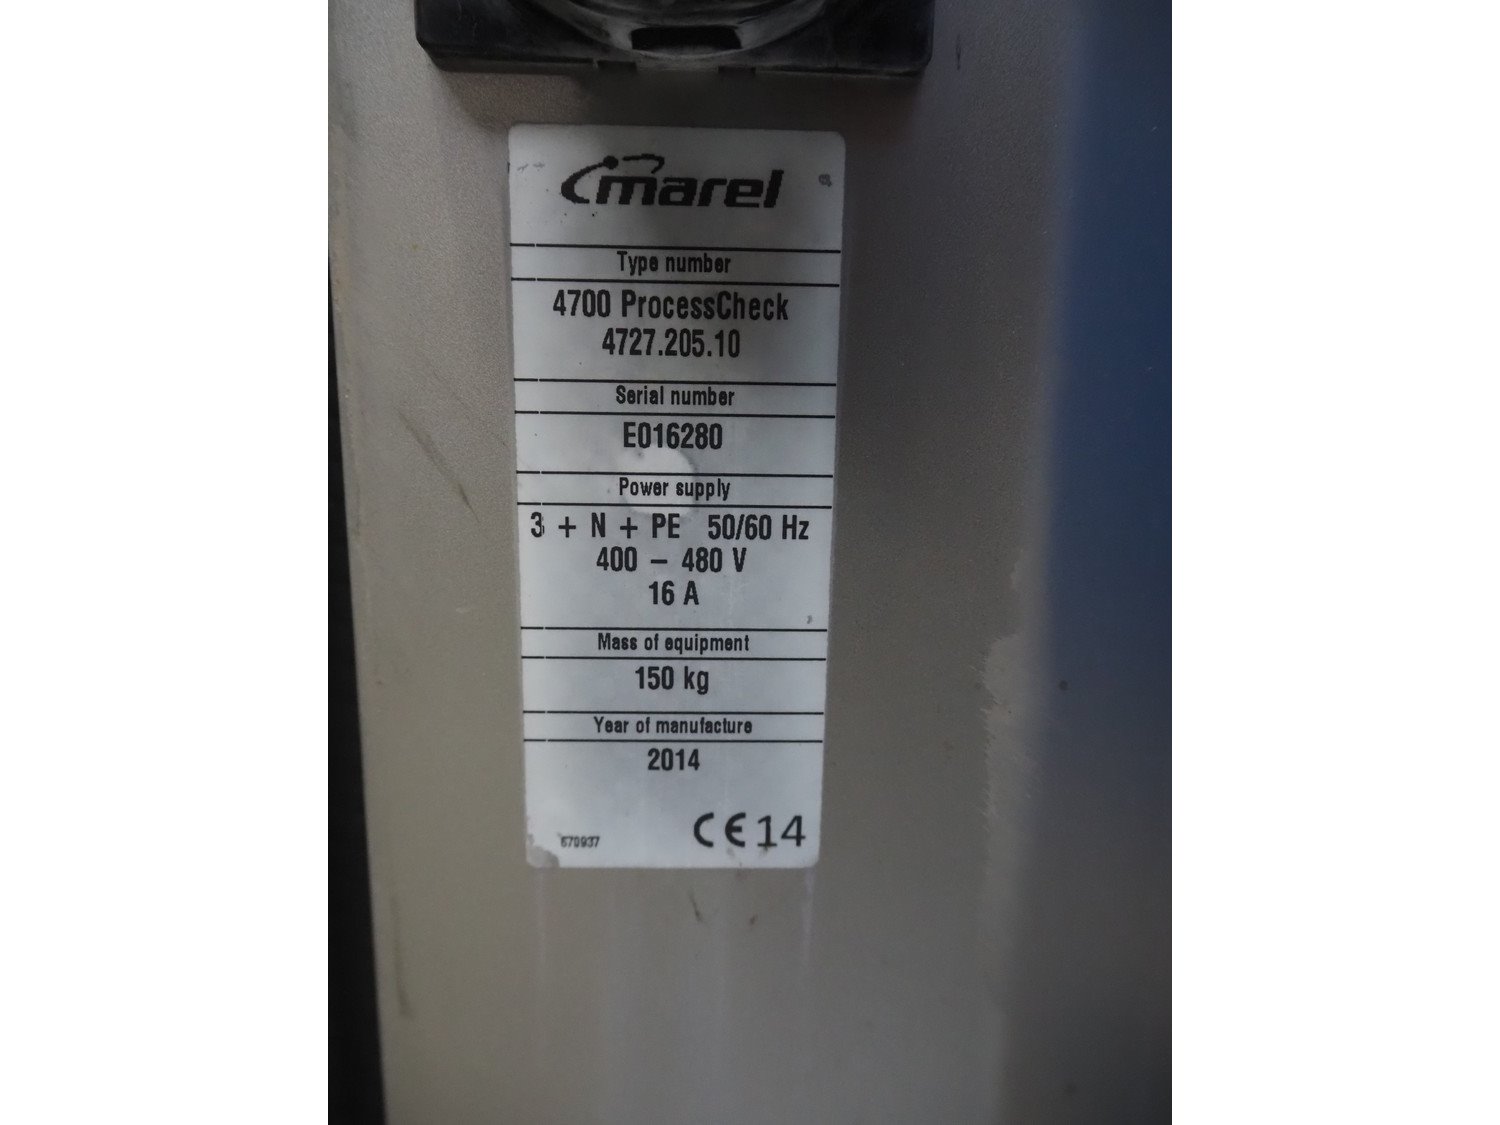 marel
Type number
4700 ProcessCheck
4727.205.10
Serial number
E016280
Power supply
3 + N + PE 50/60 Hz
400 – 480 V
16 A
Mass of equipment
150 kg
Year of manufacture
2014
670937 CE14